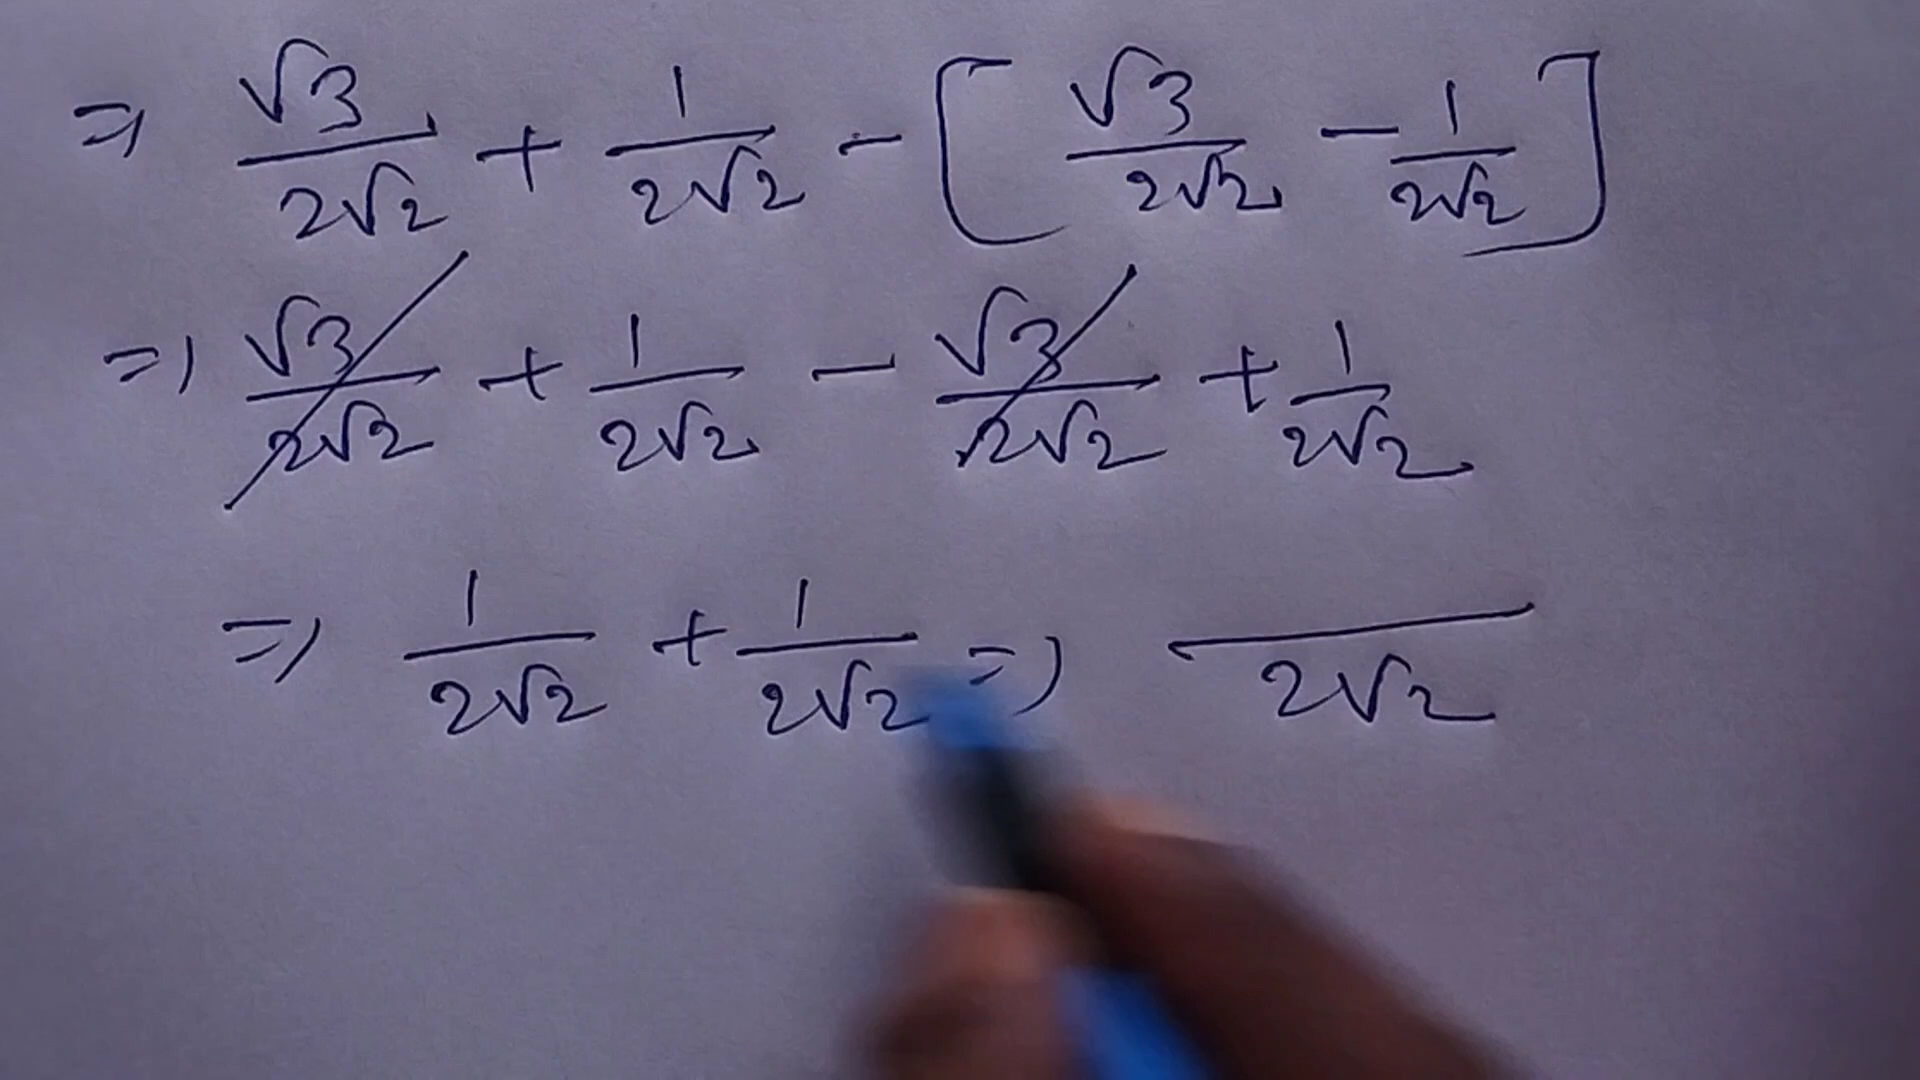 ⇒ √3/2√2 + 1/2√2 - [√3/2√2 - 1/2√2]
⇒ √3/2√2 + 1/2√2 - √3/2√2 + 1/2√2
⇒ 1/2√2 + 1/2√2 ⇒ /2√2